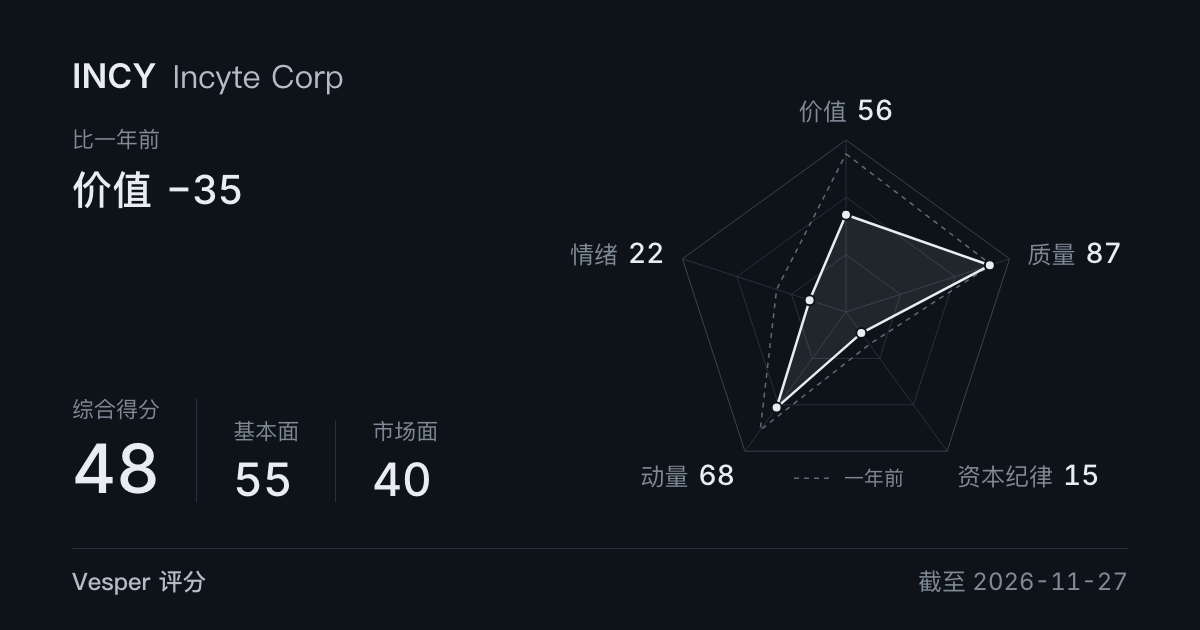 INCY Incyte Corp
比一年前
价值 −35
价值 56
情绪 22
质量 87
动量 68
一年前
资本纪律 15
综合得分
48
基本面
55
市场面
40
Vesper 评分
截至 2026-11-27